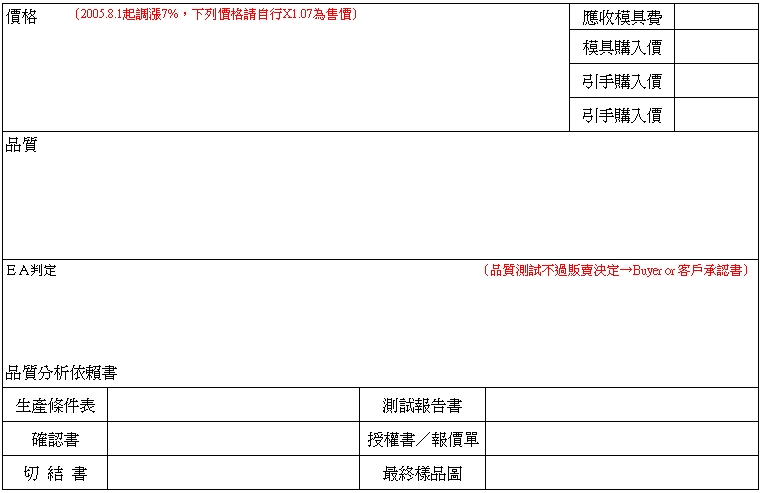 價格 〔2005.8.1起調漲7%，下列價格請自行X1.07為售價〕 應收模具費
模具購入價
引手購入價
引手購入價
品質
ＥＡ判定 〔品質測試不過販賣決定→Buyer or 客戶承認書〕
品質分析依賴書
生產條件表 測試報告書
確認書 授權書／報價單
切 結 書 最終樣品圖